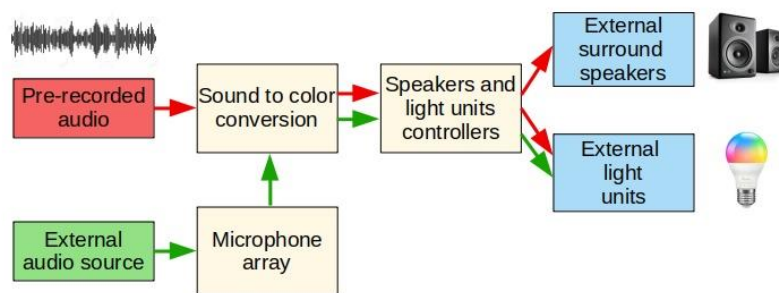 Pre-recorded
audio
Sound to color
conversion
Speakers and
light units
controllers
External
surround
speakers
External
light
units
External
audio source
Microphone
array